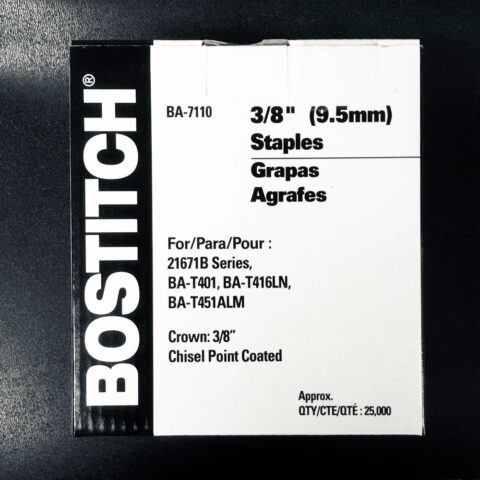 BOSTITCH®
BA-7110
3/8" (9.5mm)
Staples
Grapas
Agrafes
For/Para/Pour :
21671B Series,
BA-T401, BA-T416LN,
BA-T451ALM
Crown: 3/8"
Chisel Point Coated
Approx.
QTY/CTE/QTÉ : 25,000